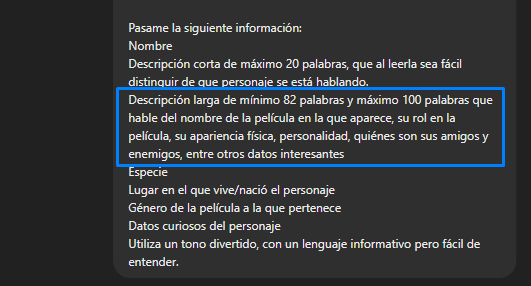 Pasame la siguiente información:
Nombre
Descripción corta de máximo 20 palabras, que al leerla sea fácil
distinguir de que personaje se está hablando.
Descripción larga de mínimo 82 palabras y máximo 100 palabras que
hable del nombre de la película en la que aparece, su rol en la
película, su apariencia física, personalidad, quiénes son sus amigos y
enemigos, entre otros datos interesantes
Especie
Lugar en el que vive/nació el personaje
Género de la película a la que pertenece
Datos curiosos del personaje
Utiliza un tono divertido, con un lenguaje informativo pero fácil de
entender.